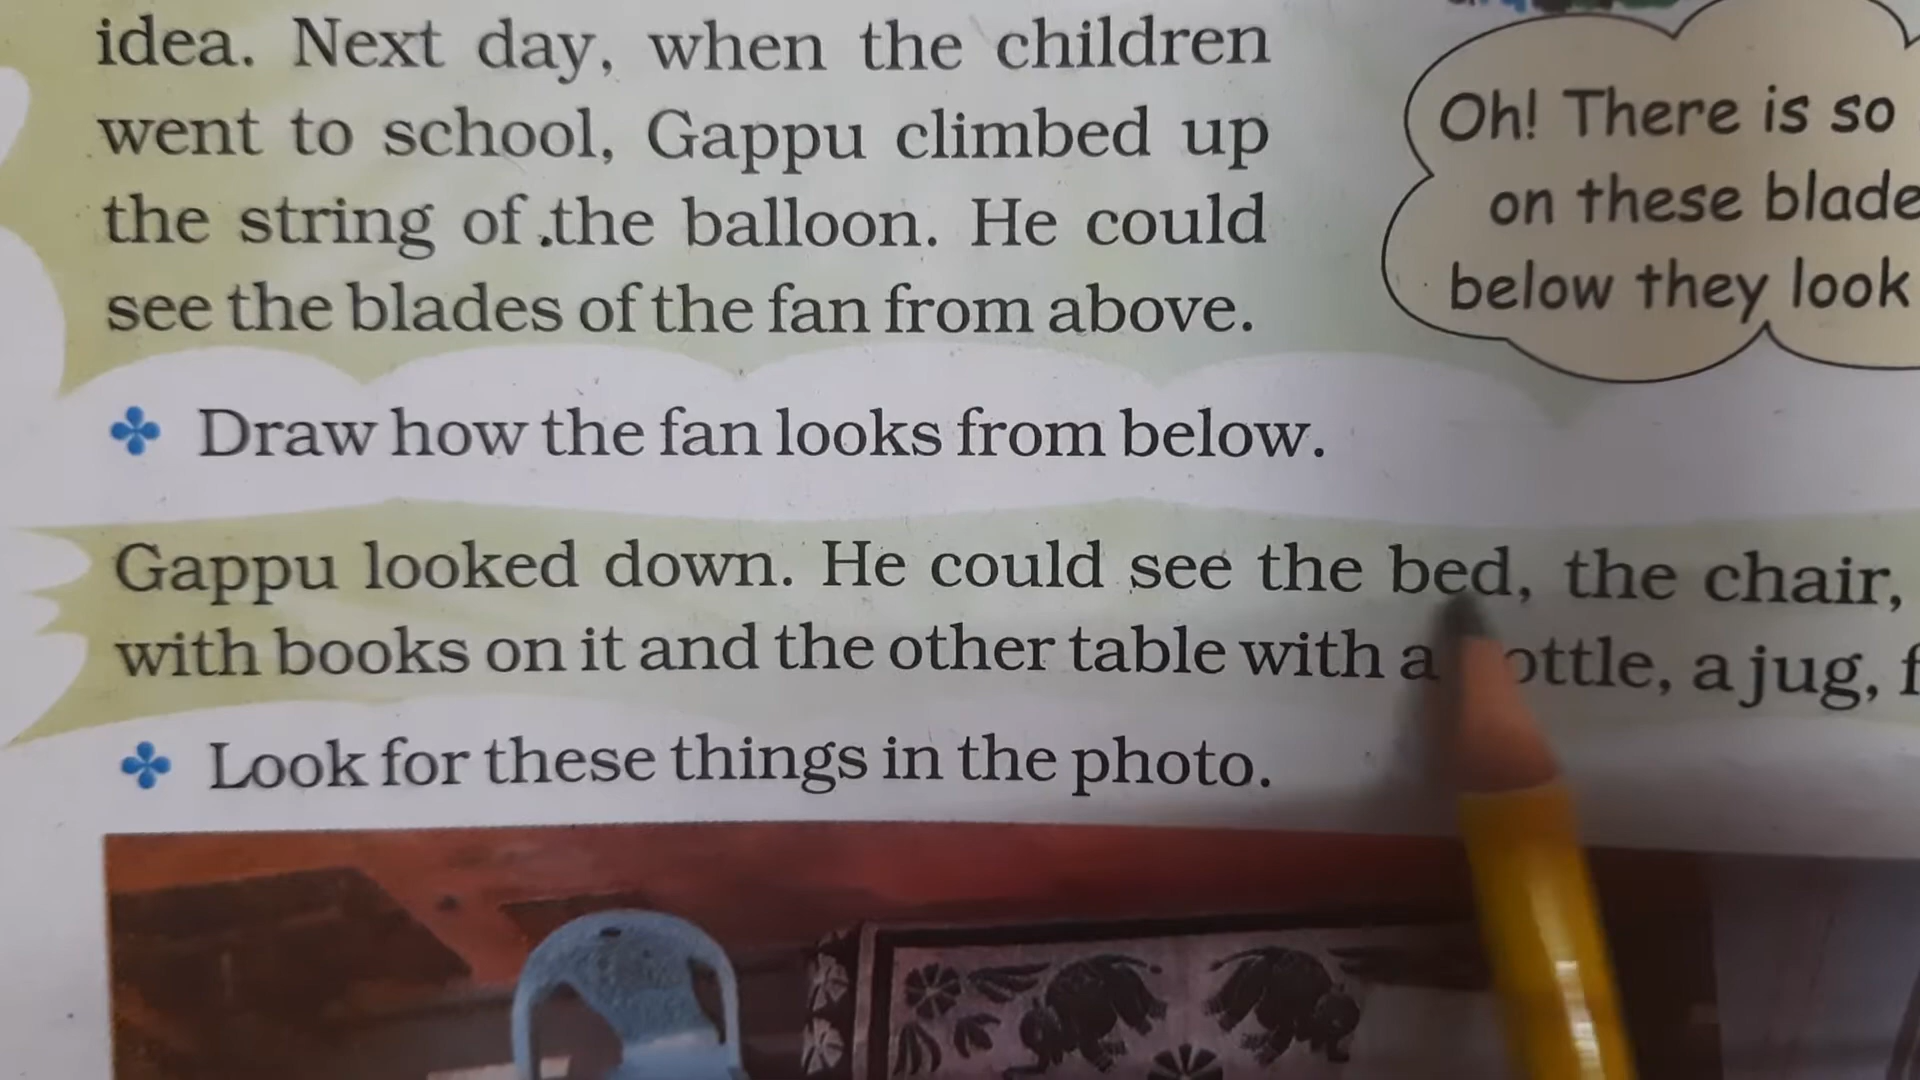 idea. Next day, when the children
went to school, Gappu climbed up
the string of the balloon. He could
see the blades of the fan from above.
Oh! There is so
on these blade
below they look
Draw how the fan looks from below.
Gappu looked down. He could see the bed, the chair,
with books on it and the other table with a ottle, a jug, f
Look for these things in the photo.